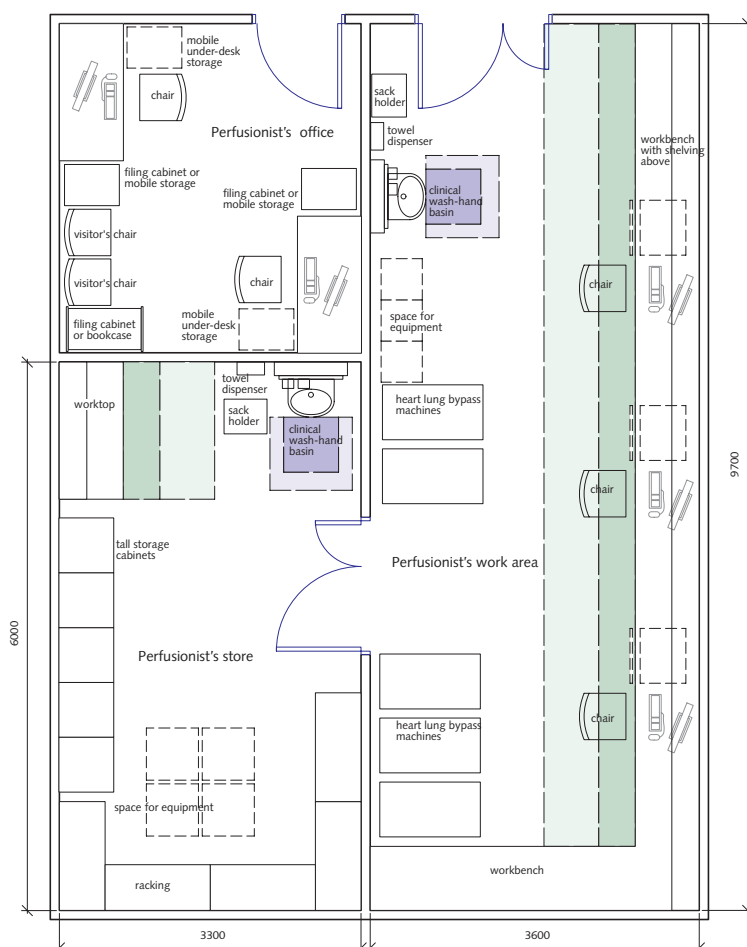 mobile
under-desk
storage
chair
Perfusionist's office
filing cabinet or
mobile storage
filing cabinet or
mobile storage
visitor's chair
visitor's chair
chair
filing cabinet
or bookcase
mobile
under-desk
storage
sack
holder
towel
dispenser
clinical
wash-hand
basin
workbench
with shelving
above
chair
space for
equipment
heart lung bypass
machines
worktop
towel
dispenser
sack
holder
clinical
wash-hand
basin
chair
9700
tall storage
cabinets
Perfusionist's work area
6000
Perfusionist's store
chair
heart lung bypass
machines
space for equipment
workbench
racking
3300
3600